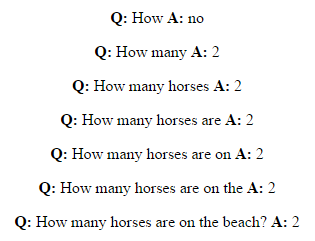 Q: How A: no
Q: How many A: 2
Q: How many horses A: 2
Q: How many horses are A: 2
Q: How many horses are on A: 2
Q: How many horses are on the A: 2
Q: How many horses are on the beach? A: 2